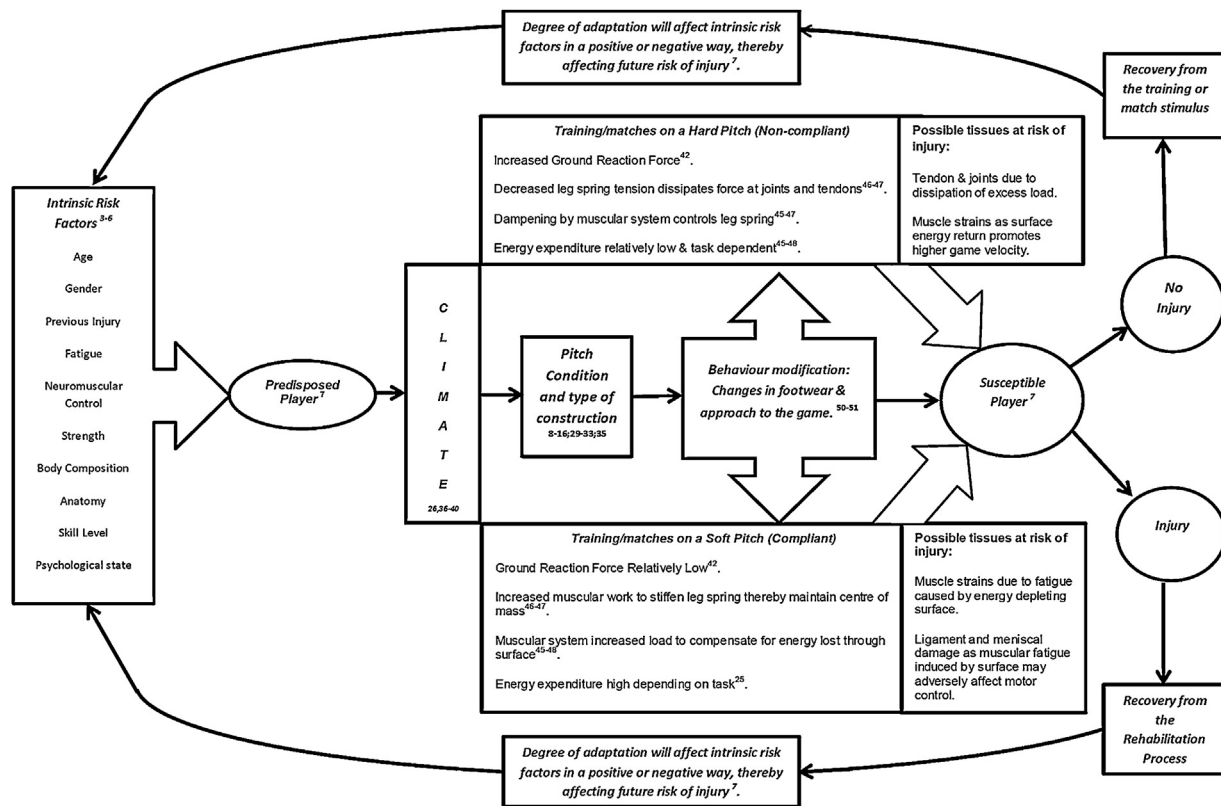 Degree of adaptation will affect intrinsic risk
factors in a positive or negative way, thereby
affecting future risk of injury 7.
Recovery from
the training or
match stimulus
Training/matches on a Hard Pitch (Non-compliant)
Increased Ground Reaction Force42.
Decreased leg spring tension dissipates force at joints and tendons46-47.
Dampening by muscular system controls leg spring45-47.
Energy expenditure relatively low & task dependent45-48.
Possible tissues at risk of
injury:
Tendon & joints due to
dissipation of excess load.
Muscle strains as surface
energy return promotes
higher game velocity.
Intrinsic Risk
Factors 3-6
Age
Gender
Previous Injury
Fatigue
Neuromuscular
Control
Strength
Body Composition
Anatomy
Skill Level
Psychological state
Predisposed
Player 7
C
L
I
M
A
T
E
26,36-40
Pitch
Condition
and type of
construction
8-16;29-33;35
Behaviour modification:
Changes in footwear &
approach to the game. 50-51
Susceptible
Player 7
No
Injury
Injury
Training/matches on a Soft Pitch (Compliant)
Ground Reaction Force Relatively Low42.
Increased muscular work to stiffen leg spring thereby maintain centre of
mass46-47.
Muscular system increased load to compensate for energy lost through
surface45-48.
Energy expenditure high depending on task25.
Possible tissues at risk of
injury:
Muscle strains due to fatigue
caused by energy depleting
surface.
Ligament and meniscal
damage as muscular fatigue
induced by surface may
adversely affect motor
control.
Recovery from
the
Rehabilitation
Process
Degree of adaptation will affect intrinsic risk
factors in a positive or negative way, thereby
affecting future risk of injury 7.